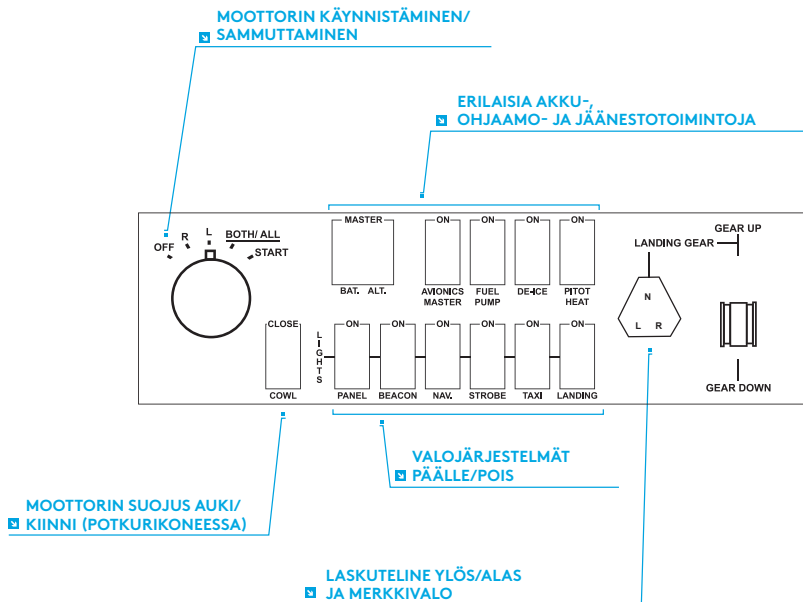 MOOTTORIN KÄYNNISTÄMINEN/
SAMMUTTAMINEN
ERILAISIA AKKU-,
OHJAAMO- JA JÄÄNESTOTOIMINTOJA
OFF R L BOTH/ ALL START
MASTER ON ON ON ON
BAT. ALT. AVIONICS MASTER FUEL PUMP DE-ICE PITOT HEAT
GEAR UP
LANDING GEAR
N
L R
GEAR DOWN
CLOSE
COWL
LIGHTS
ON ON ON ON ON ON
PANEL BEACON NAV. STROBE TAXI LANDING
VALOJÄRJESTELMÄT
PÄÄLLE/POIS
MOOTTORIN SUOJUS AUKI/
KIINNI (POTKURIKONEESSA)
LASKUTELINE YLÖS/ALAS
JA MERKKIVALO